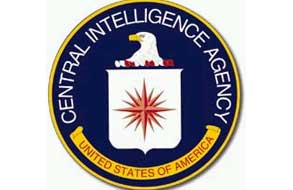 CENTRAL INTELLIGENCE AGENCY
UNITED STATES OF AMERICA